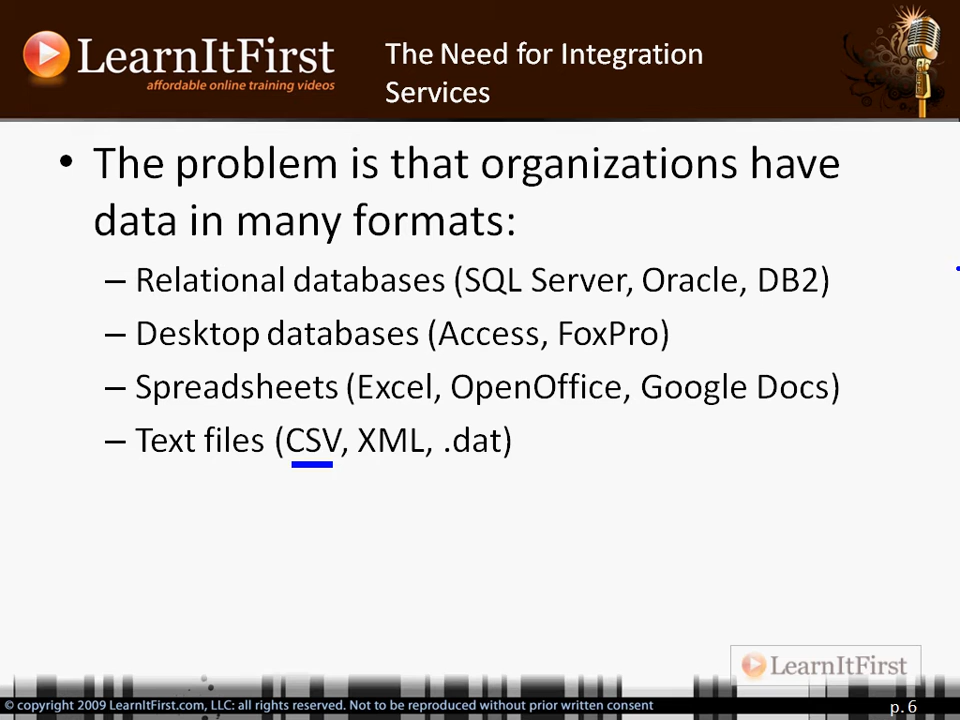 LearnItFirst
affordable online training videos
The Need for Integration
Services
• The problem is that organizations have
data in many formats:
– Relational databases (SQL Server, Oracle, DB2)
– Desktop databases (Access, FoxPro)
– Spreadsheets (Excel, OpenOffice, Google Docs)
– Text files (CSV, XML, .dat)
LearnItFirst
© copyright 2009 LearnItFirst.com, LLC: all rights reserved. Not to be reproduced without prior written consent
p. 6